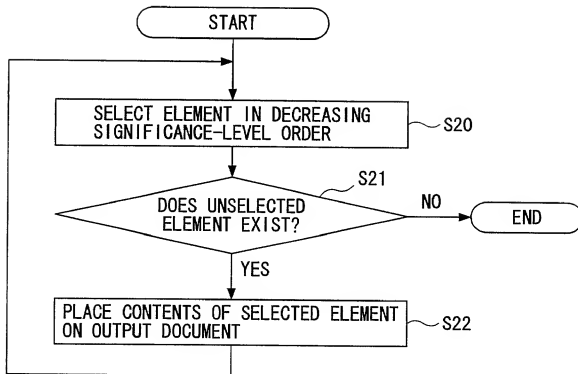 START
SELECT ELEMENT IN DECREASING
SIGNIFICANCE-LEVEL ORDER
S20
S21
DOES UNSELECTED
ELEMENT EXIST?
NO
END
YES
PLACE CONTENTS OF SELECTED ELEMENT
ON OUTPUT DOCUMENT
S22